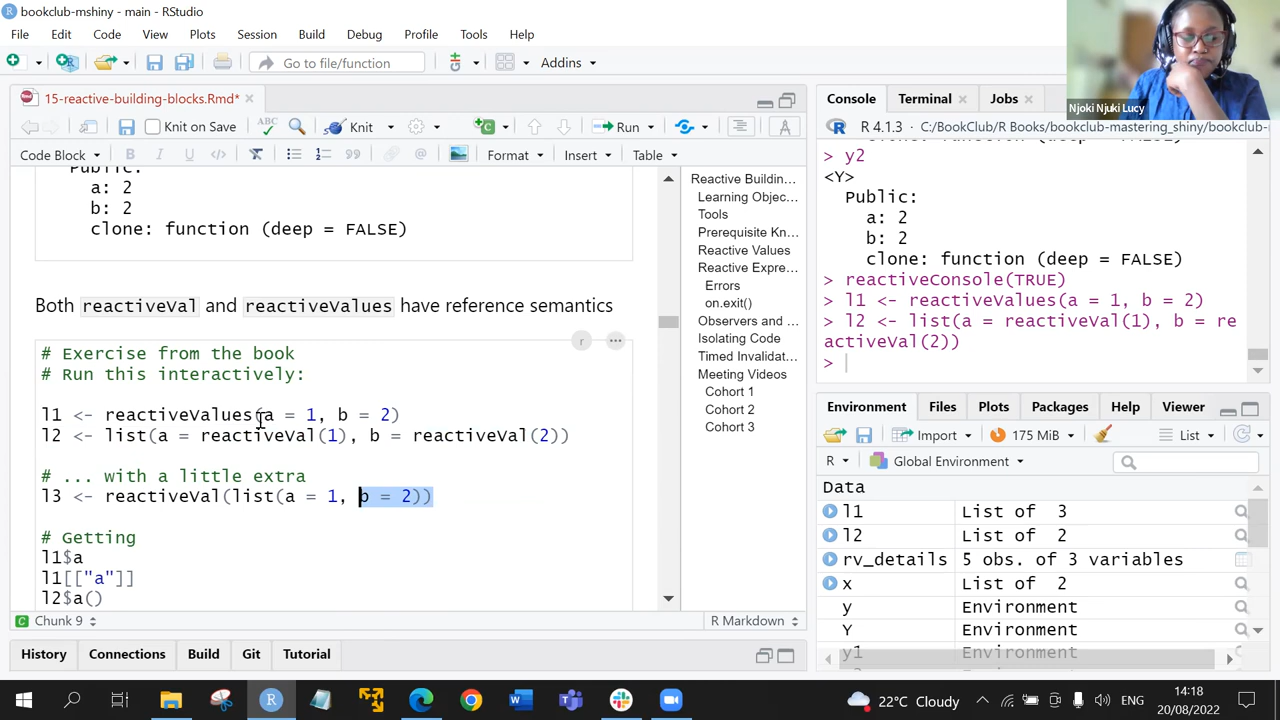 bookclub-mshiny - main - RStudio
File Edit Code View Plots Session Build Debug Profile Tools Help
Go to file/function
Addins
15-reactive-building-blocks.Rmd*
Knit on Save
ABC
Knit
Run
Code Block
B I U
Format
Insert
Table
Public:
a: 2
b: 2
clone: function (deep = FALSE)
Both reactiveVal and reactiveValues have reference semantics
# Exercise from the book
# Run this interactively:
l1 <- reactiveValues(a = 1, b = 2)
l2 <- list(a = reactiveVal(1), b = reactiveVal(2))
# ... with a little extra
l3 <- reactiveVal(list(a = 1, b = 2))
# Getting
l1$a
l1[["a"]]
l2$a()
Chunk 9
R Markdown
History Connections Build Git Tutorial
Reactive Buildin...
Learning Objec...
Tools
Prerequisite Kn...
Reactive Values
Reactive Expre...
Errors
on.exit()
Observers and ...
Isolating Code
Timed Invalidat...
Meeting Videos
Cohort 1
Cohort 2
Cohort 3
Njoki Njuki Lucy
Console Terminal Jobs
R 4.1.3 · C:/BookClub/R Books/bookclub-mastering_shiny/bookclub-
> y2
<Y>
Public:
a: 2
b: 2
clone: function (deep = FALSE)
> reactiveConsole(TRUE)
> l1 <- reactiveValues(a = 1, b = 2)
> l2 <- list(a = reactiveVal(1), b = re
activeVal(2))
>
Environment Files Plots Packages Help Viewer
Import
175 MiB
List
R
Global Environment
Data
l1 List of 3
l2 List of 2
rv_details 5 obs. of 3 variables
x List of 2
y Environment
Y Environment
y1
22°C Cloudy
ENG
14:18
20/08/2022